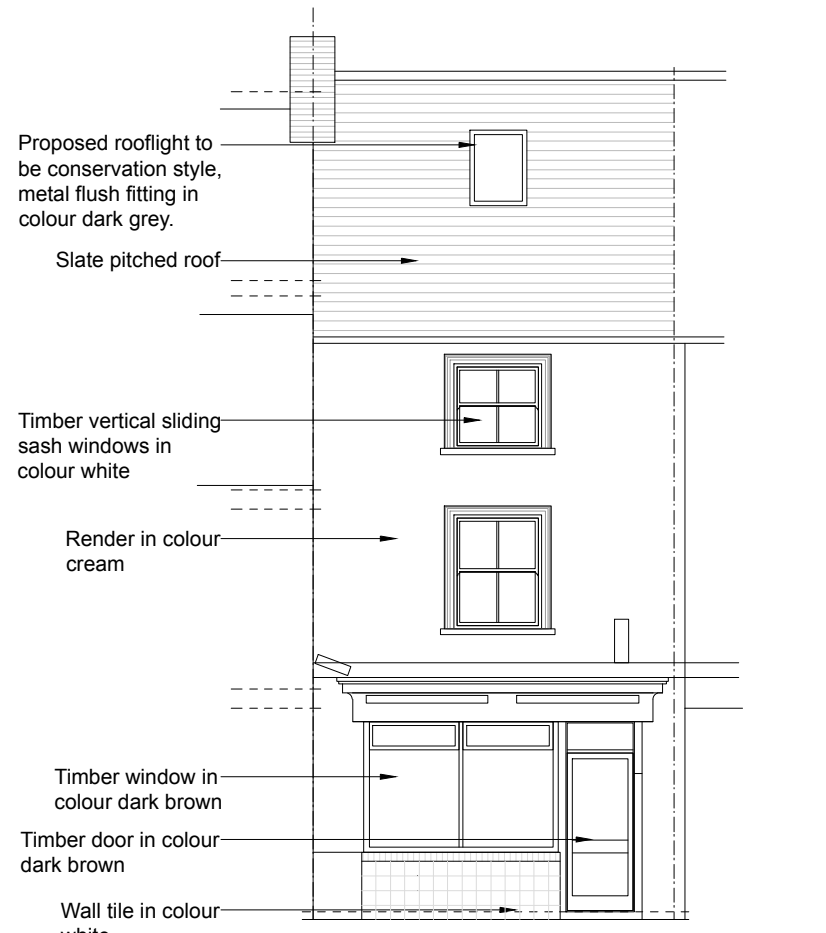 Proposed rooflight to
be conservation style,
metal flush fitting in
colour dark grey.
Slate pitched roof
Timber vertical sliding
sash windows in
colour white
Render in colour
cream
Timber window in
colour dark brown
Timber door in colour
dark brown
Wall tile in colour
white